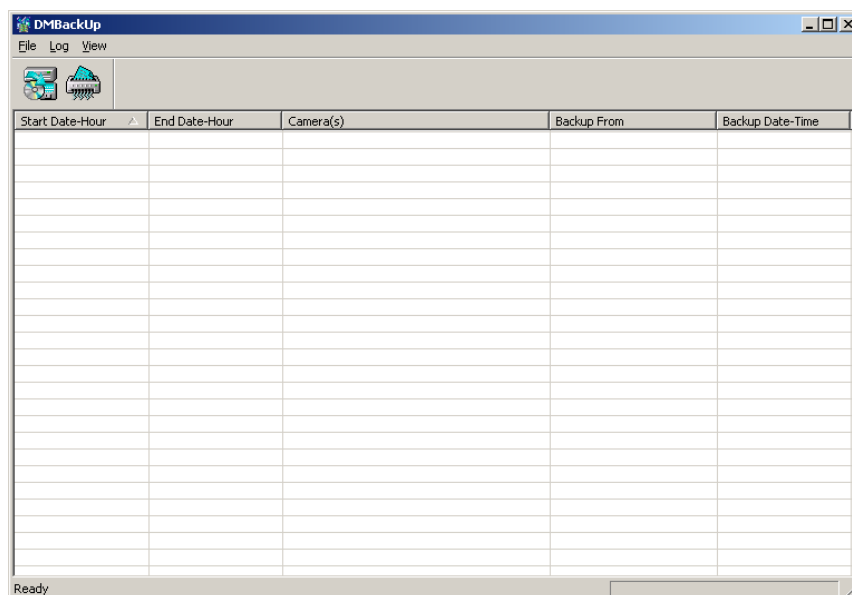 DMBackUp
File Log View
Start Date-Hour End Date-Hour Camera(s) Backup From Backup Date-Time
Ready